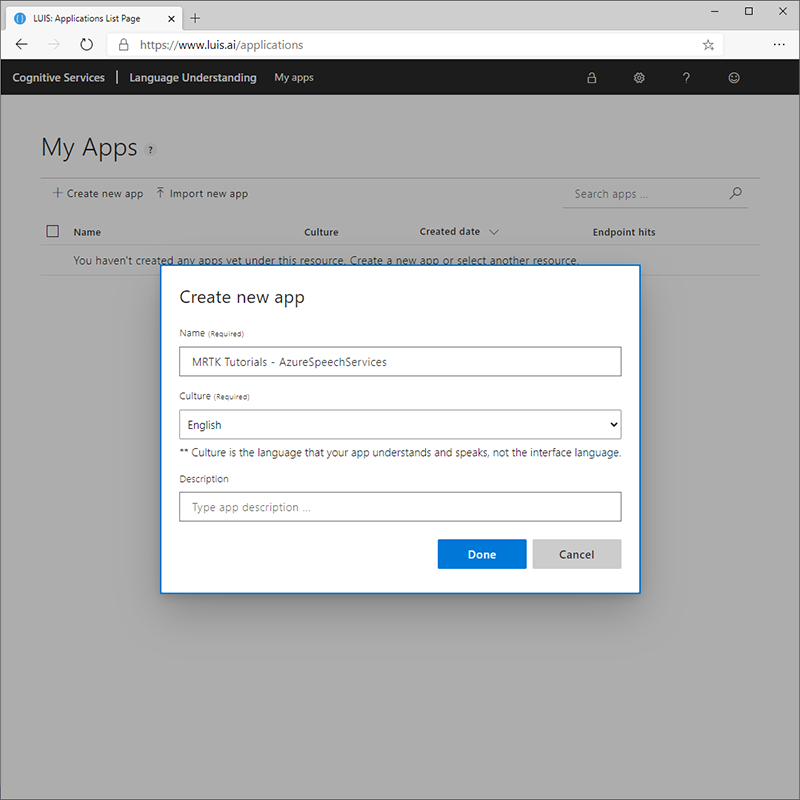 LUIS: Applications List Page
https://www.luis.ai/applications
Cognitive Services | Language Understanding My apps ?
My Apps ?
+ Create new app Import new app Search apps ...
Name Culture Created date Endpoint hits
You haven't created any apps yet under this resource. Create a new app or select another resource.
Create new app
Name (Required)
MRTK Tutorials - AzureSpeechServices
Culture (Required)
English
** Culture is the language that your app understands and speaks, not the interface language.
Description
Type app description ...
Done Cancel